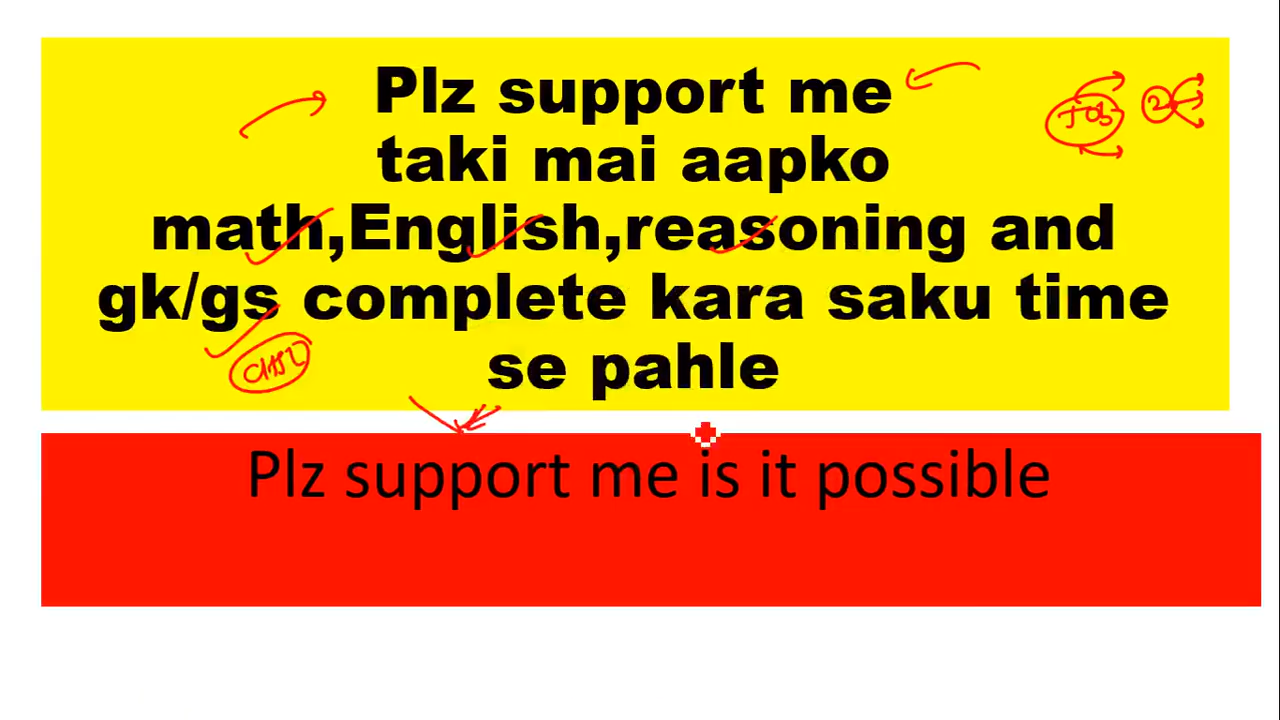 Plz support me
taki mai aapko
math,English,reasoning and
gk/gs complete kara saku time
se pahle
Plz support me is it possible